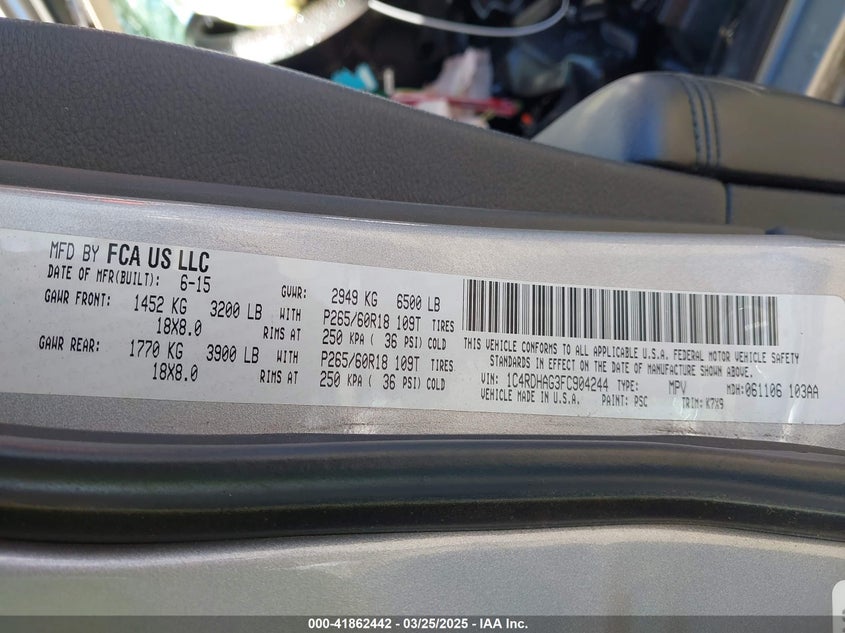 MFD BY FCA US LLC
DATE OF MFR(BUILT): 6-15 GVWR: 2949 KG 6500 LB
GAWR FRONT: 1452 KG 3200 LB WITH P265/60R18 109T TIRES
18X8.0 RIMS AT 250 KPA ( 36 PSI) COLD
GAWR REAR: 1770 KG 3900 LB WITH P265/60R18 109T TIRES
18X8.0 RIMS AT 250 KPA ( 36 PSI) COLD
THIS VEHICLE CONFORMS TO ALL APPLICABLE U.S.A. FEDERAL MOTOR VEHICLE SAFETY
STANDARDS IN EFFECT ON THE DATE OF MANUFACTURE SHOWN ABOVE.
VIN: 1C4RDHAG3FC904244 TYPE: MPV MDH:061106 103AA
VEHICLE MADE IN U.S.A. PAINT: PSC TRIM:K7X9
000-41862442 - 03/25/2025 - IAA Inc.